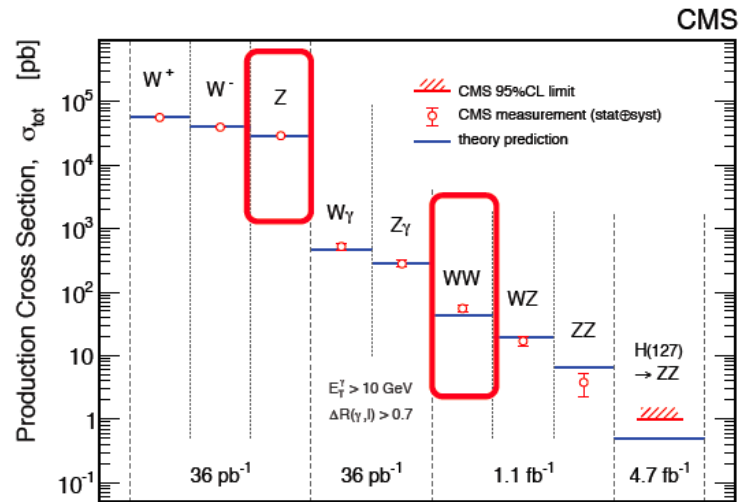 CMS
Production Cross Section, σtot [pb]
10⁵
10⁴
10³
10²
10
1
10⁻¹
W⁺
W⁻
Z
Wγ
Zγ
WW
WZ
ZZ
H(127)
→ ZZ
CMS 95%CL limit
CMS measurement (stat⊕syst)
theory prediction
E_T^γ > 10 GeV
ΔR(γ,l) > 0.7
36 pb⁻¹
36 pb⁻¹
1.1 fb⁻¹
4.7 fb⁻¹